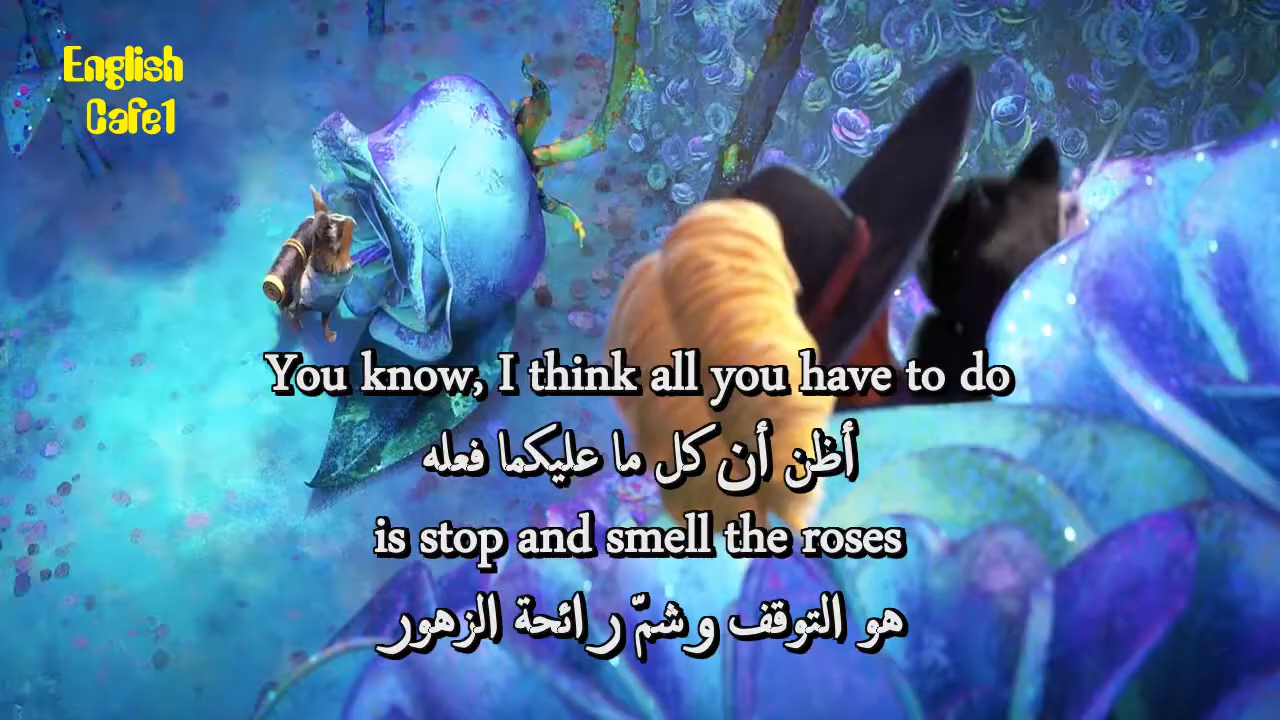 English
Cafe1
You know, I think all you have to do
أظن أن كل ما عليكما فعله
is stop and smell the roses
هو التوقف و شمّ رائحة الزهور